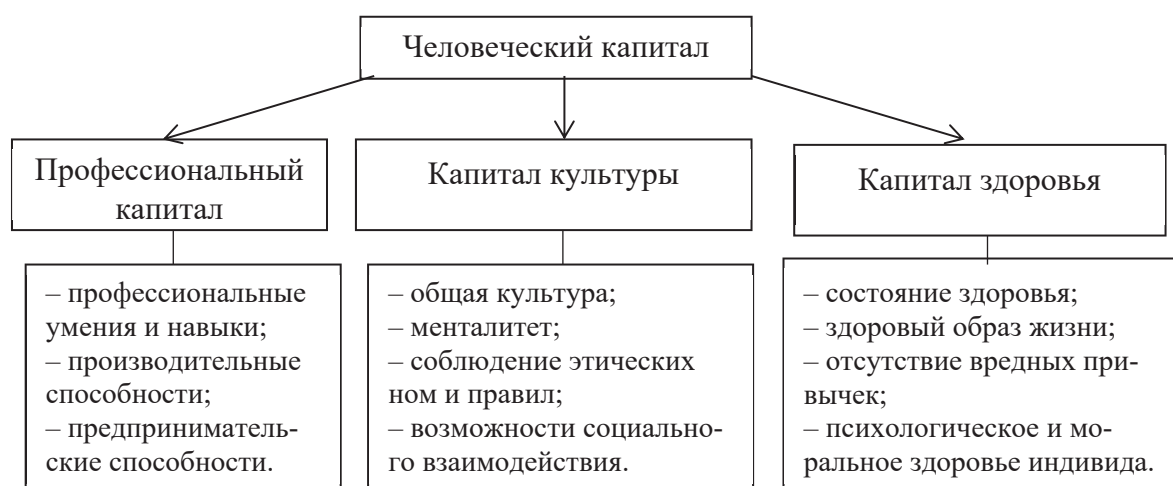 Человеческий капитал
Профессиональный
капитал
Капитал культуры
Капитал здоровья
– профессиональные
умения и навыки;
– производительные
способности;
– предприниматель-
ские способности.
– общая культура;
– менталитет;
– соблюдение этических
ном и правил;
– возможности социально-
го взаимодействия.
– состояние здоровья;
– здоровый образ жизни;
– отсутствие вредных при-
вычек;
– психологическое и мо-
ральное здоровье индивида.